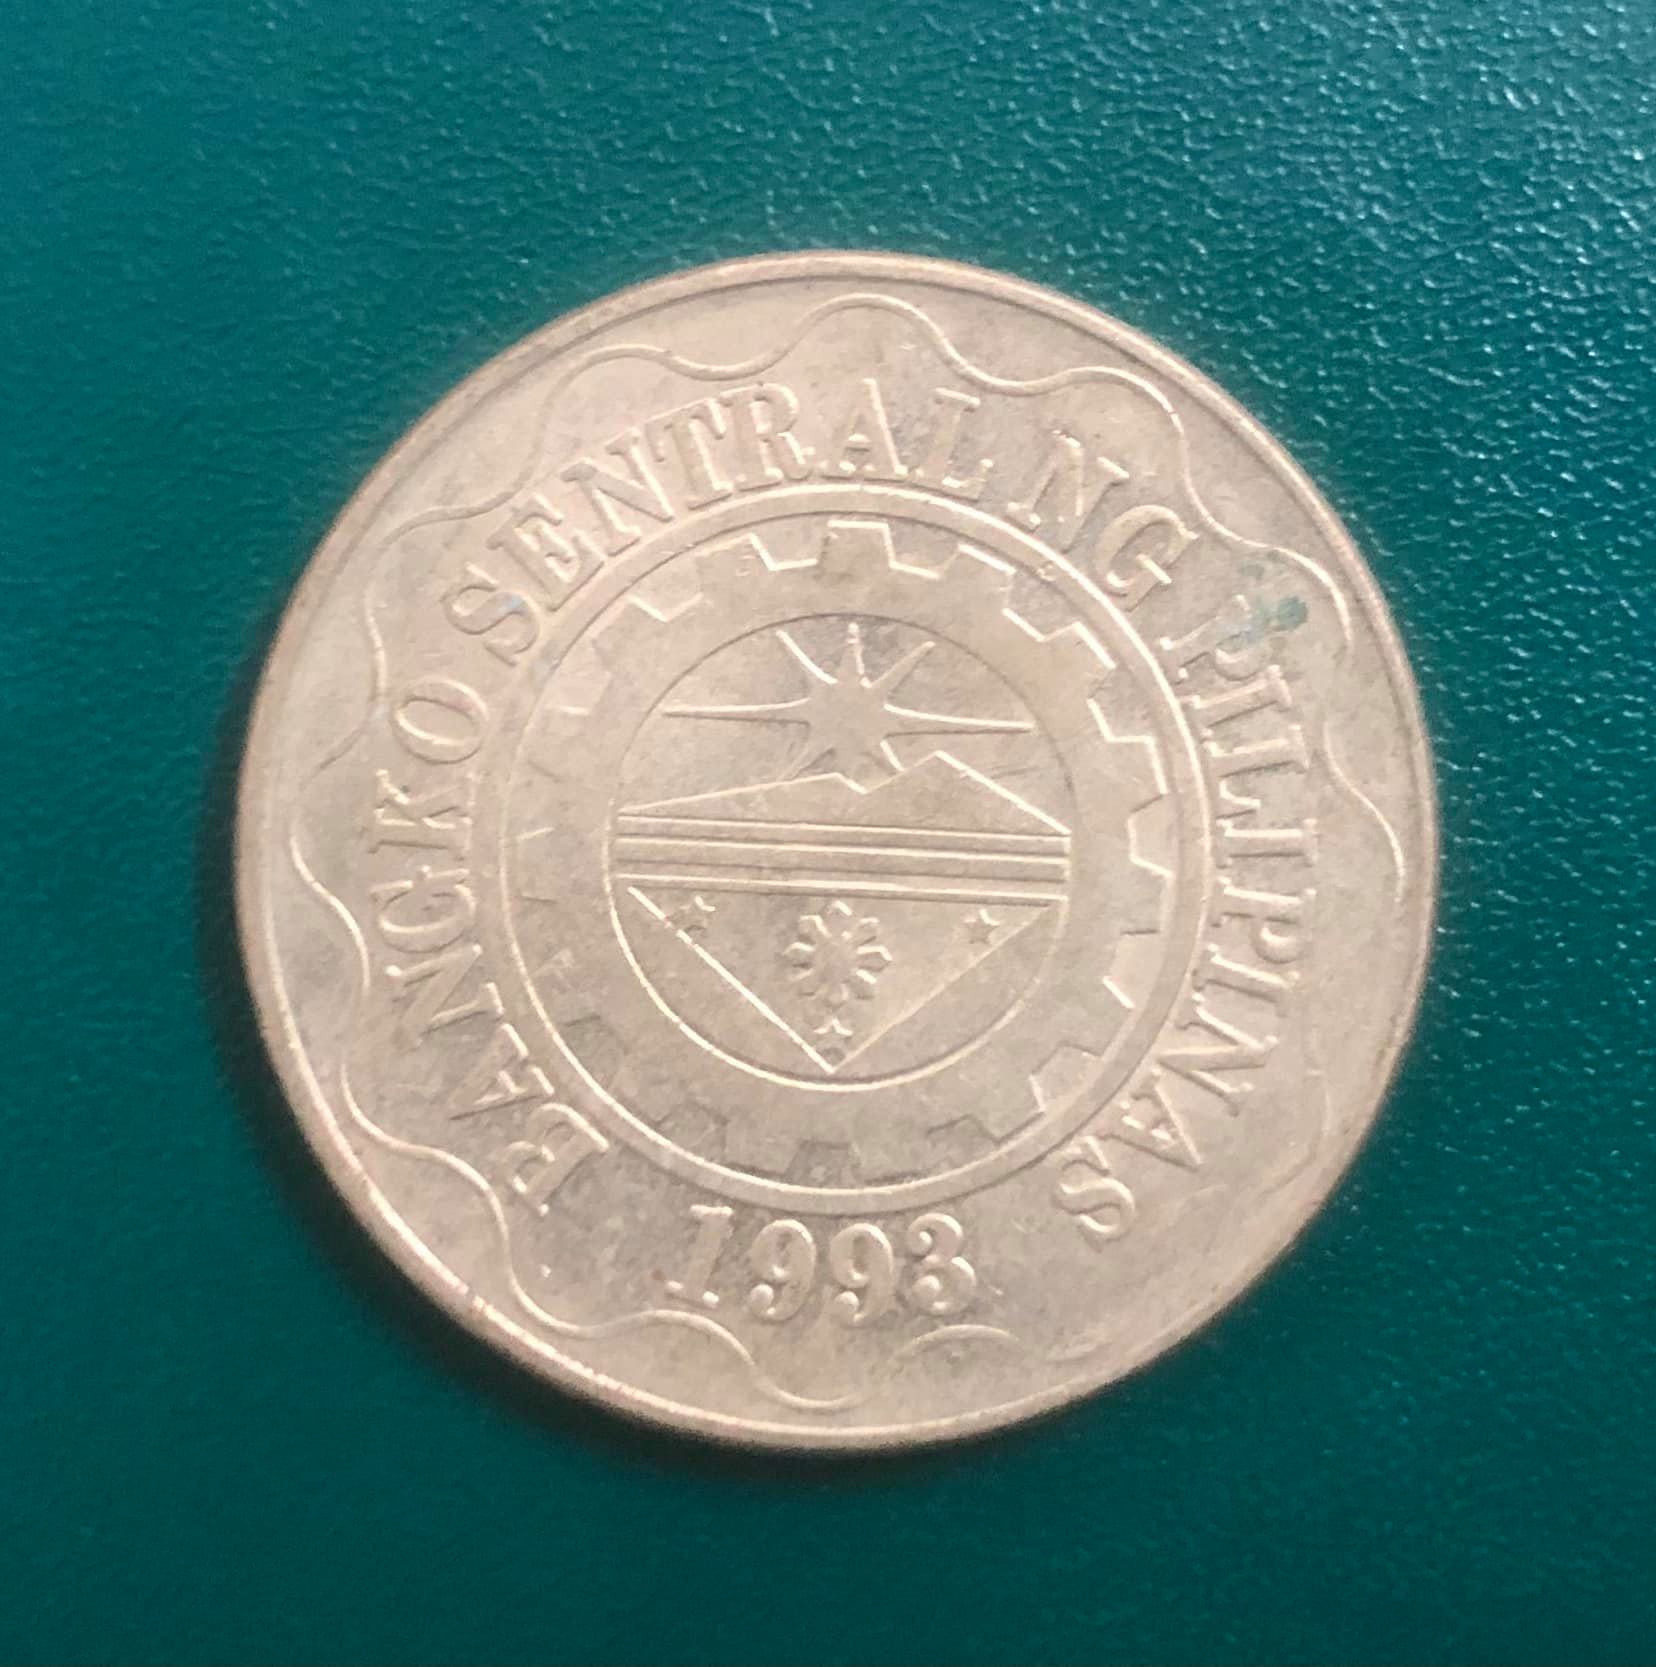 BANGKO SENTRAL NG PILIPINAS
1993